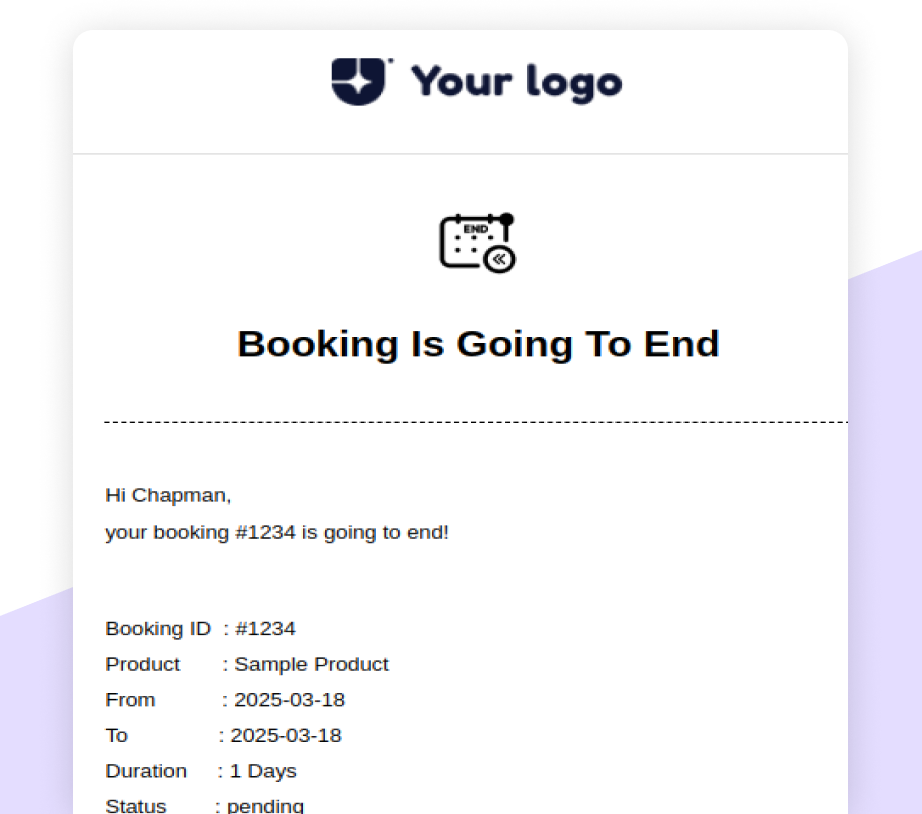 Your logo
END
Booking Is Going To End
Hi Chapman,
your booking #1234 is going to end!
Booking ID : #1234
Product : Sample Product
From : 2025-03-18
To : 2025-03-18
Duration : 1 Days
Status : pending